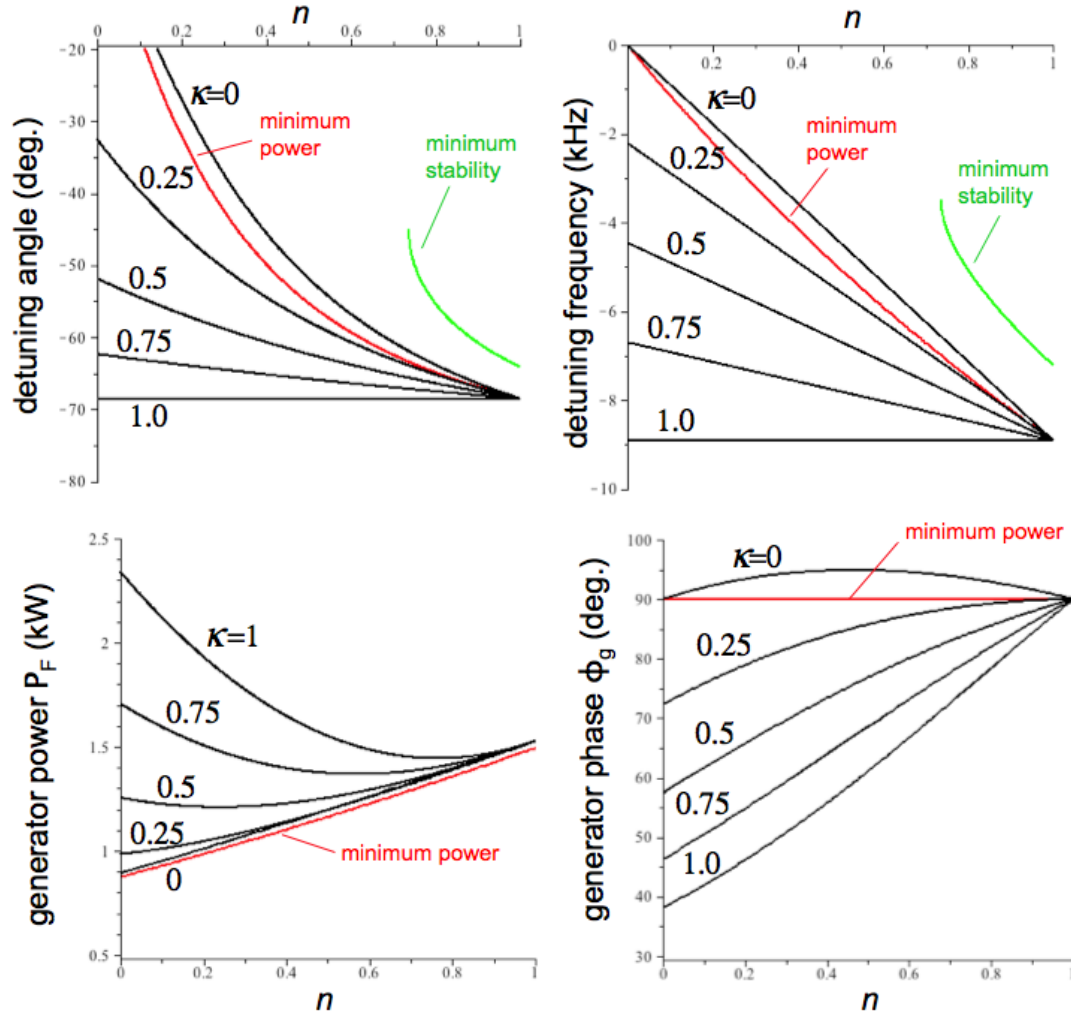 n
0
0.2
0.4
0.6
0.8
1
-20
-30
-40
-50
-60
-70
-80
detuning angle (deg.)
κ=0
minimum
power
minimum
stability
0.25
0.5
0.75
1.0
n
0.2
0.4
0.6
0.8
1
0
-2
-4
-6
-8
-10
detuning frequency (kHz)
κ=0
minimum
power
minimum
stability
0.25
0.5
0.75
1.0
2.5
2
1.5
1
0.5
generator power P_F (kW)
κ=1
0.75
0.5
0.25
0
minimum power
0
0.2
0.4
0.6
0.8
1
n
minimum power
100
90
80
70
60
50
40
30
generator phase ϕ_g (deg.)
κ=0
0.25
0.5
0.75
1.0
0
0.2
0.4
0.6
0.8
1
n